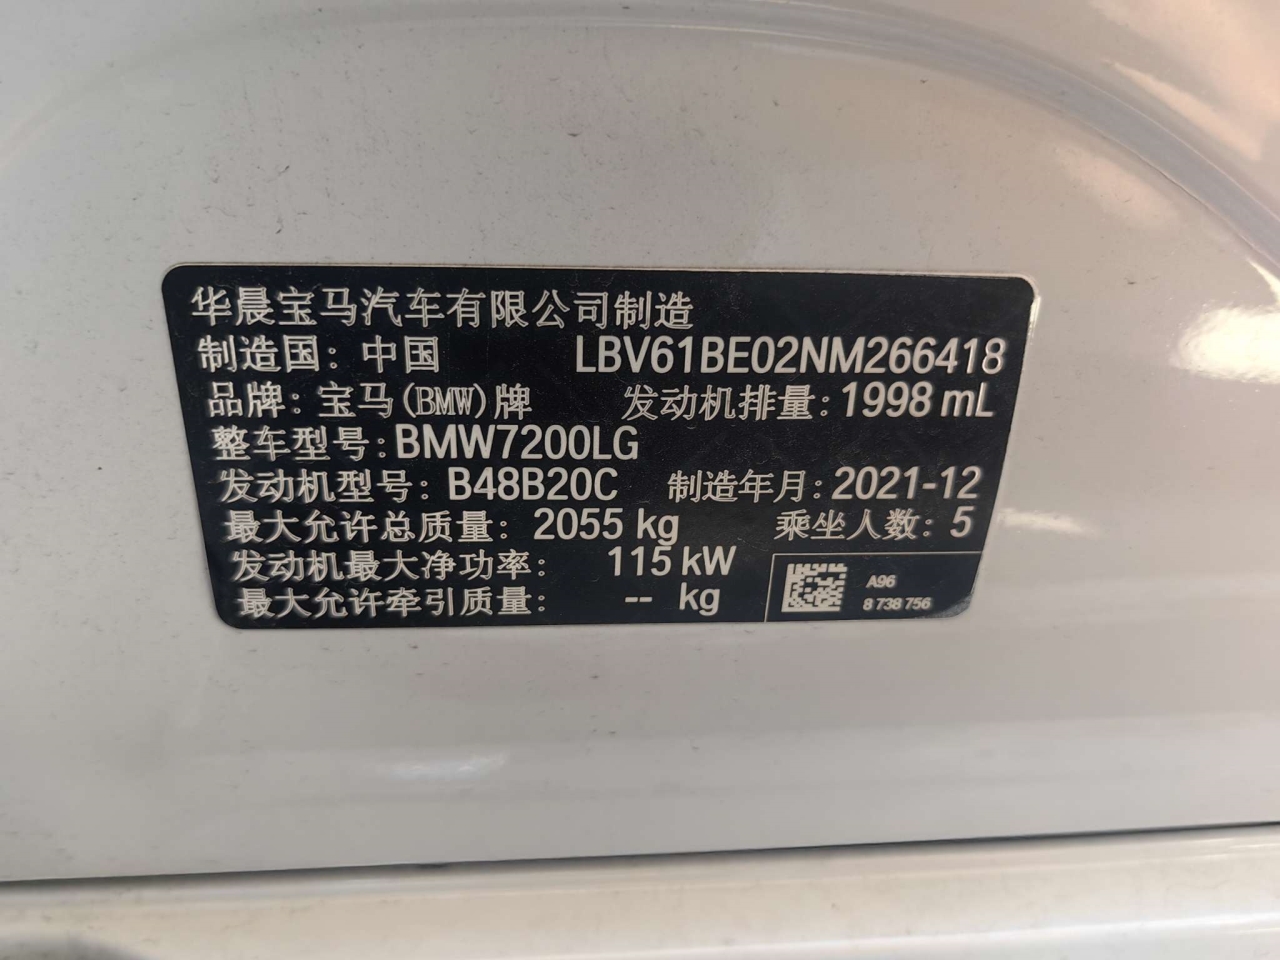 华晨宝马汽车有限公司制造
制造国：中国 LBV61BE02NM266418
品牌：宝马(BMW)牌 发动机排量：1998 mL
整车型号：BMW7200LG
发动机型号：B48B20C 制造年月：2021-12
最大允许总质量：2055 kg 乘坐人数：5
发动机最大净功率：115 kW
最大允许牵引质量：-- kg
A96
8 738 756